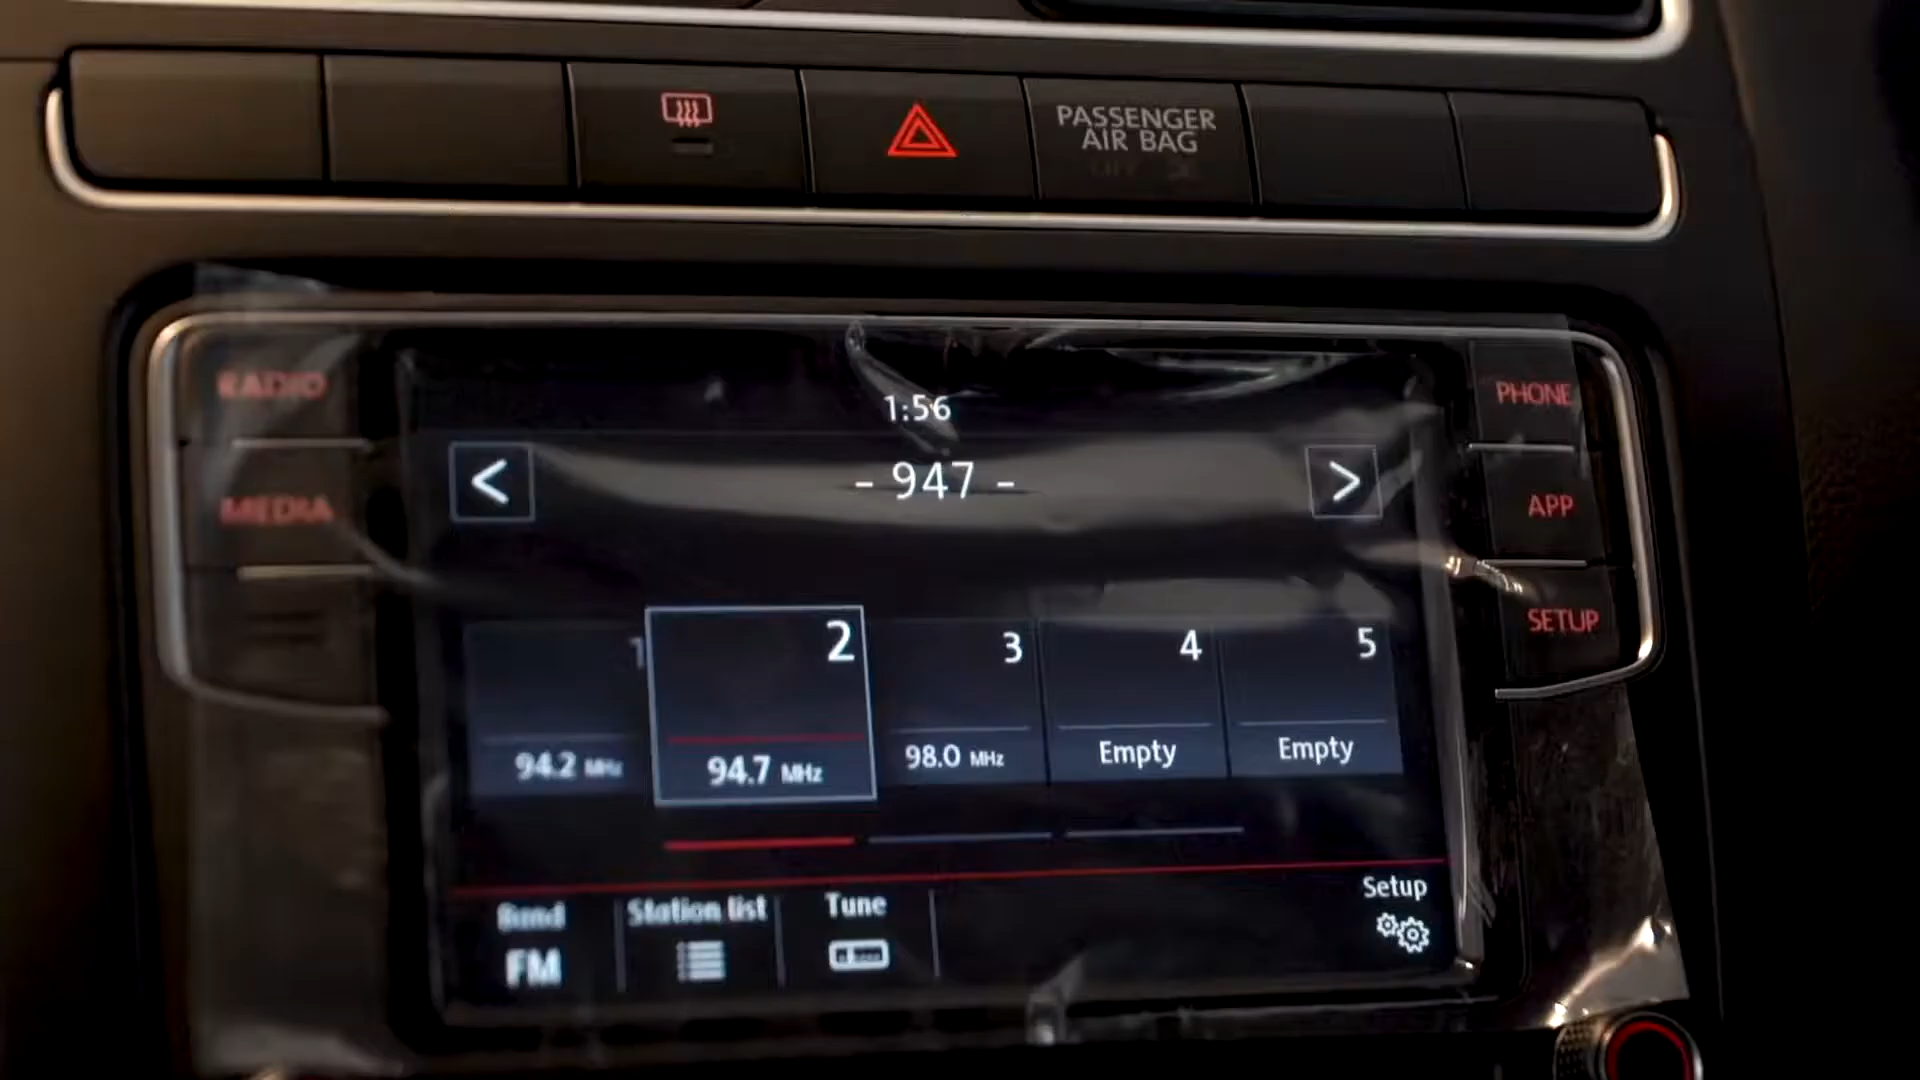 PASSENGER
AIR BAG
RADIO
MEDIA
PHONE
APP
SETUP
1:56
< - 947 - >
1
2
3
4
5
94.2 MHz
94.7 MHz
98.0 MHz
Empty
Empty
Band
FM
Station list
Tune
Setup